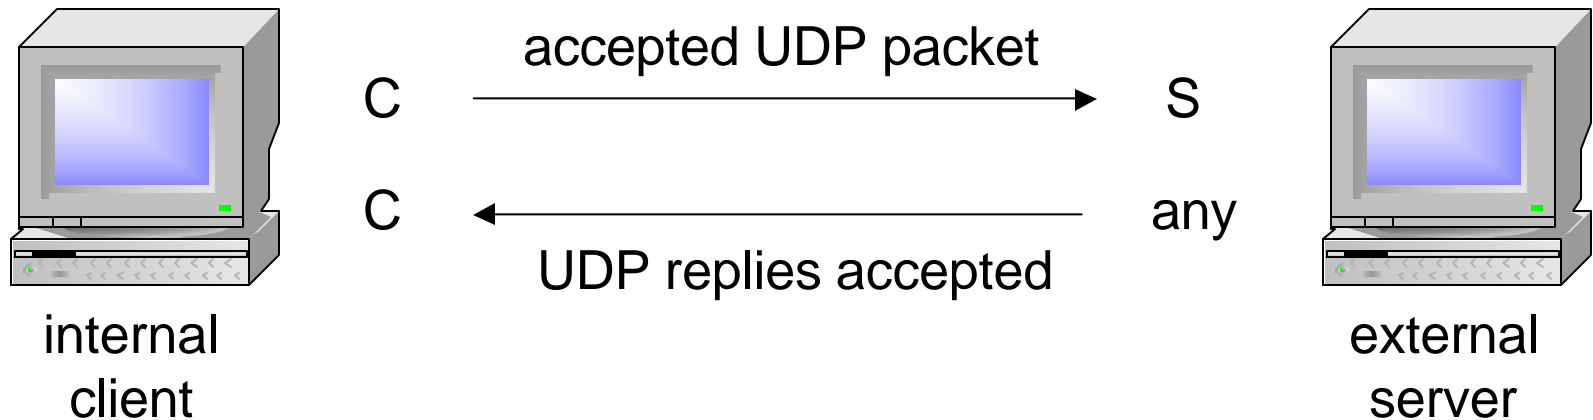 accepted UDP packet
C S
C any
UDP replies accepted
internal
client
external
server